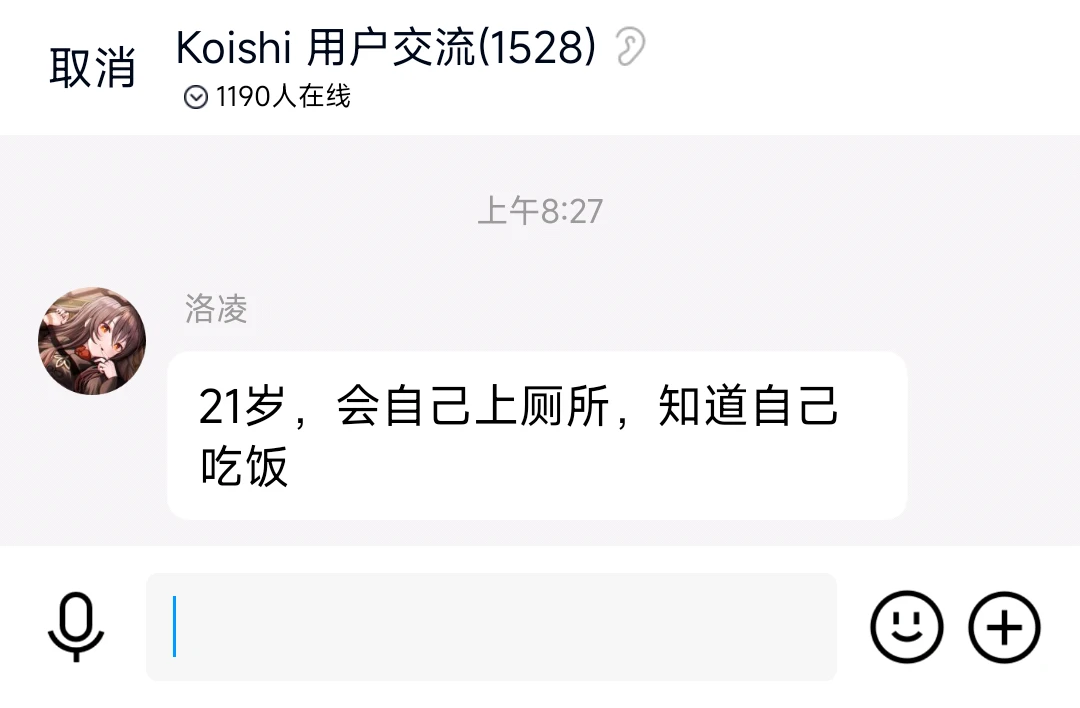 取消
Koishi 用户交流(1528)
1190人在线
上午8:27
洛凌
21岁，会自己上厕所，知道自己
吃饭